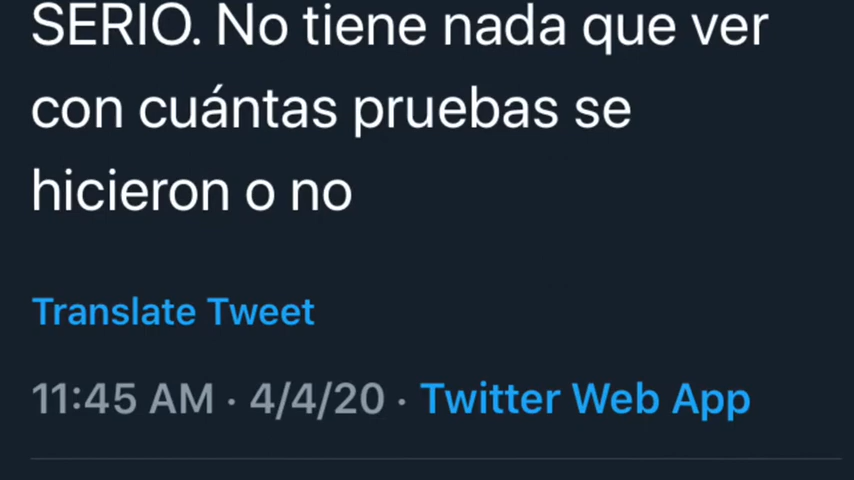 SERIO. No tiene nada que ver
con cuántas pruebas se
hicieron o no
Translate Tweet
11:45 AM · 4/4/20 · Twitter Web App